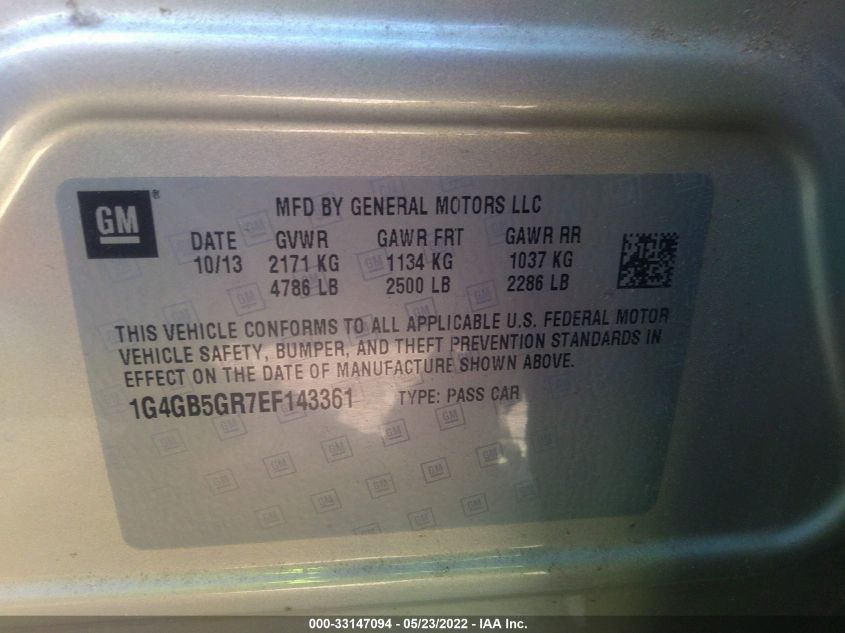 GM®
MFD BY GENERAL MOTORS LLC
DATE GVWR GAWR FRT GAWR RR
10/13 2171 KG 1134 KG 1037 KG
4786 LB 2500 LB 2286 LB
THIS VEHICLE CONFORMS TO ALL APPLICABLE U.S. FEDERAL MOTOR
VEHICLE SAFETY, BUMPER, AND THEFT PREVENTION STANDARDS IN
EFFECT ON THE DATE OF MANUFACTURE SHOWN ABOVE.
1G4GB5GR7EF143361 TYPE: PASS CAR
000-33147094 - 05/23/2022 - IAA Inc.